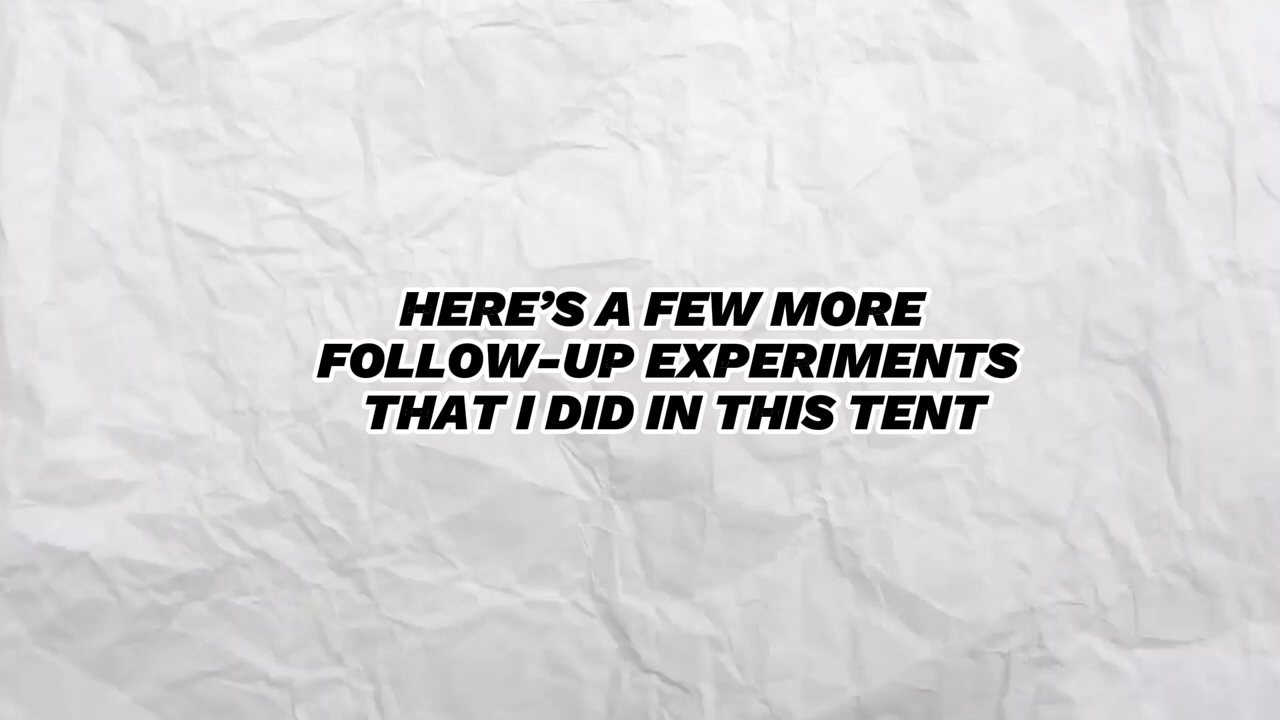 HERE’S A FEW MORE
FOLLOW-UP EXPERIMENTS
THAT I DID IN THIS TENT